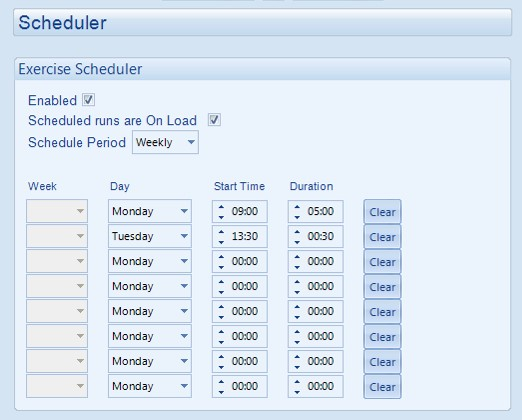 Scheduler
Exercise Scheduler
Enabled
Scheduled runs are On Load
Schedule Period Weekly
Week Day Start Time Duration
Monday 09:00 05:00 Clear
Tuesday 13:30 00:30 Clear
Monday 00:00 00:00 Clear
Monday 00:00 00:00 Clear
Monday 00:00 00:00 Clear
Monday 00:00 00:00 Clear
Monday 00:00 00:00 Clear
Monday 00:00 00:00 Clear